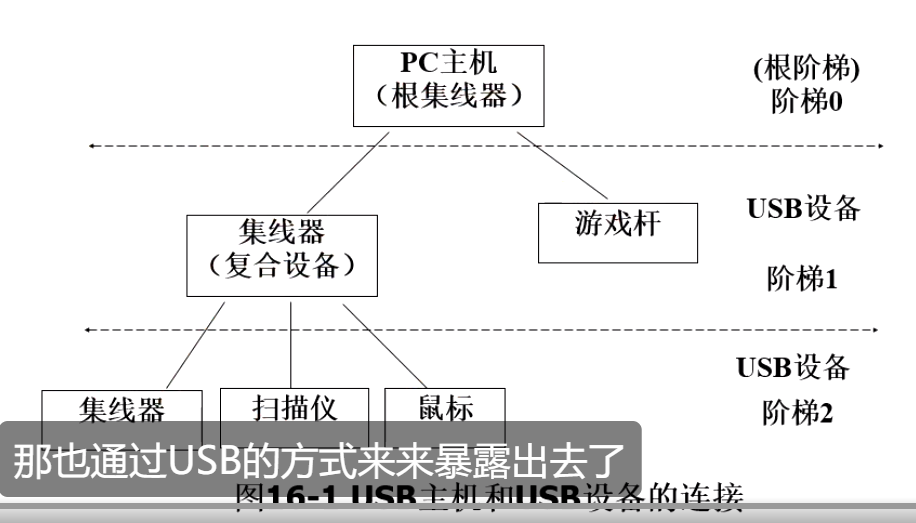 PC主机
（根集线器）
(根阶梯)
阶梯0
集线器
（复合设备）
游戏杆
USB设备
阶梯1
集线器
扫描仪
鼠标
USB设备
阶梯2
那也通过USB的方式来来暴露出去了
图16-1 USB主机和USB设备的连接